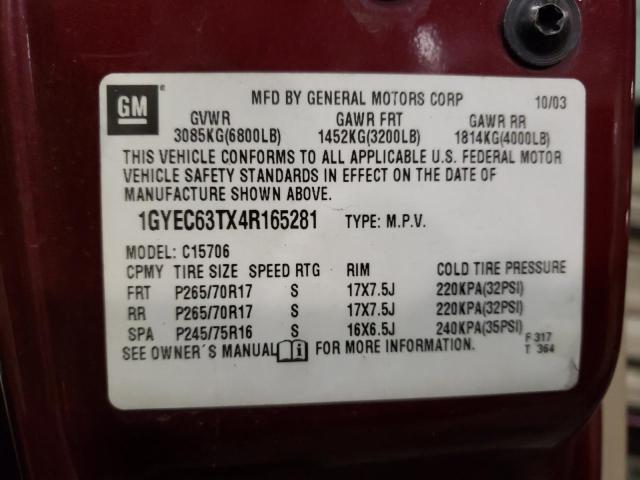 GM
MFD BY GENERAL MOTORS CORP 10/03
GVWR GAWR FRT GAWR RR
3085KG(6800LB) 1452KG(3200LB) 1814KG(4000LB)
THIS VEHICLE CONFORMS TO ALL APPLICABLE U.S. FEDERAL MOTOR
VEHICLE SAFETY STANDARDS IN EFFECT ON THE DATE OF
MANUFACTURE SHOWN ABOVE.
1GYEC63TX4R165281 TYPE: M.P.V.
MODEL: C15706
CPMY TIRE SIZE SPEED RTG RIM COLD TIRE PRESSURE
FRT P265/70R17 S 17X7.5J 220KPA(32PSI)
RR P265/70R17 S 17X7.5J 220KPA(32PSI)
SPA P245/75R16 S 16X6.5J 240KPA(35PSI)
SEE OWNER´S MANUAL FOR MORE INFORMATION.
F 317
T 364